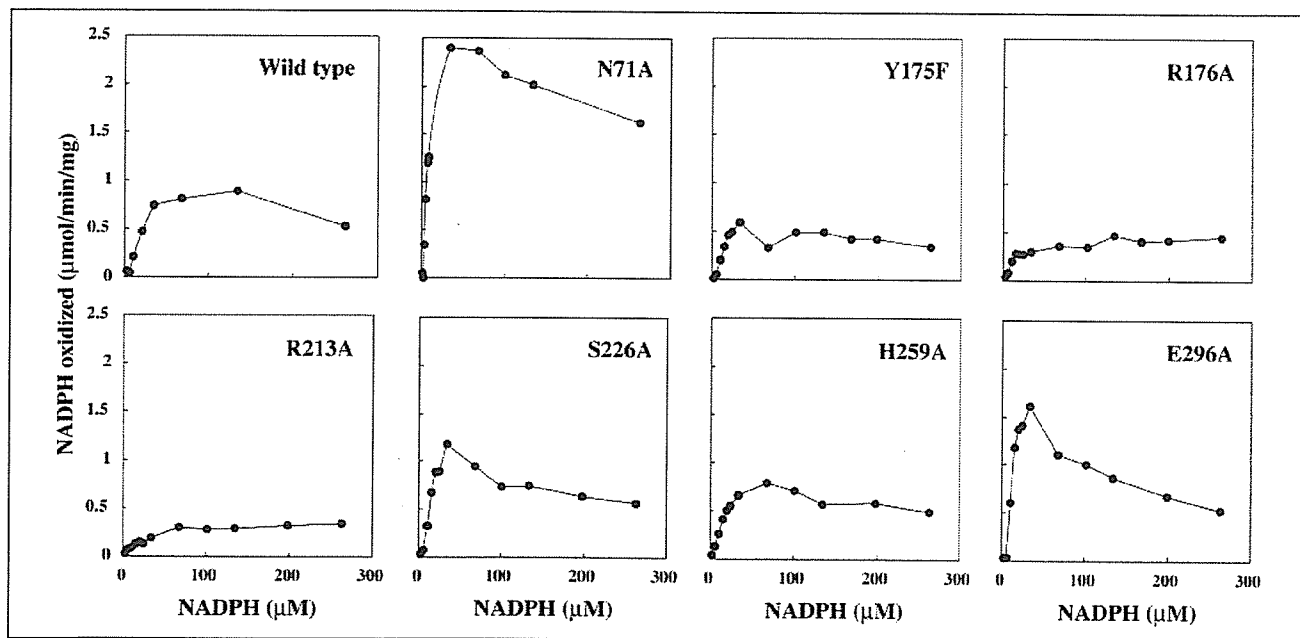 NADPH oxidized (μmol/min/mg)
2.5
2
1.5
1
0.5
0
Wild type
N71A
Y175F
R176A
2.5
2
1.5
1
0.5
0
R213A
S226A
H259A
E296A
0 100 200 300
0 100 200 300
0 100 200 300
0 100 200 300
NADPH (μM)
NADPH (μM)
NADPH (μM)
NADPH (μM)